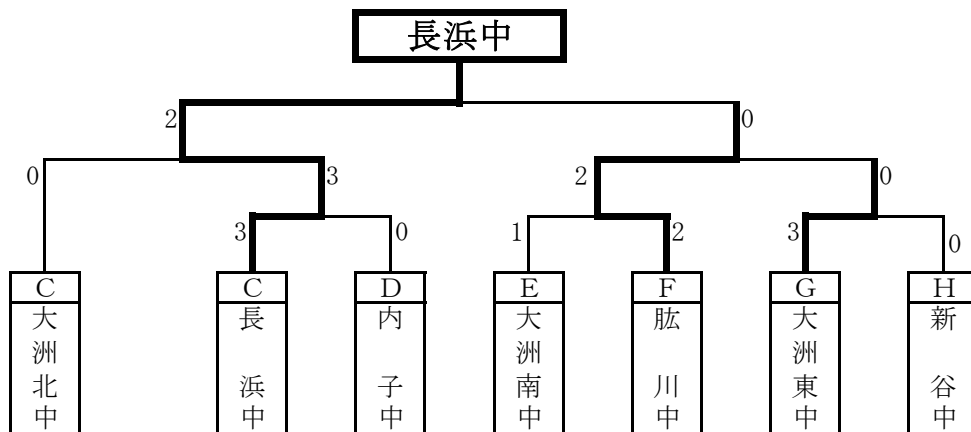 長浜中
2 0
0 3 2 0
3 0 1 2 3 0
C C D E F G H
大洲北中
長浜中
内子中
大洲南中
肱川中
大洲東中
新谷中